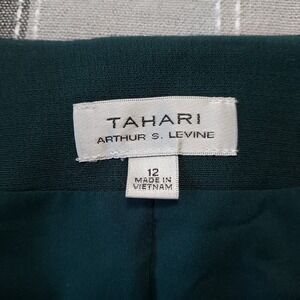 TAHARI
ARTHUR S. LEVINE
12
MADE IN
VIETNAM